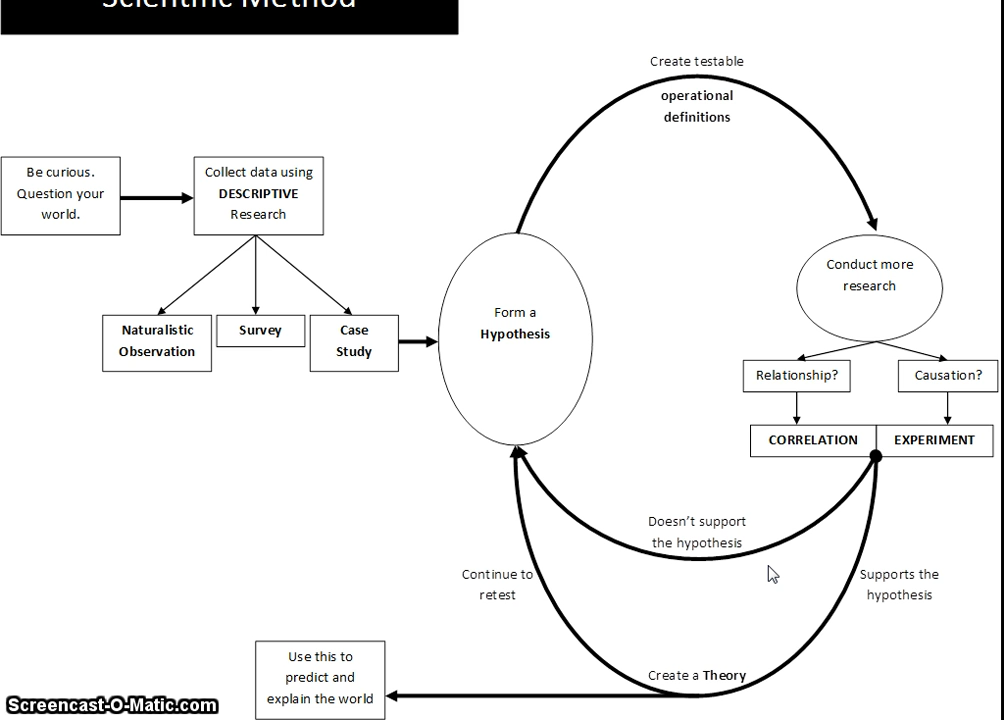 Scientific Method
Create testable
operational
definitions
Be curious.
Question your
world.
Collect data using
DESCRIPTIVE
Research
Conduct more
research
Form a
Hypothesis
Naturalistic
Observation
Survey
Case
Study
Relationship?
Causation?
CORRELATION
EXPERIMENT
Doesn't support
the hypothesis
Continue to
retest
Supports the
hypothesis
Create a Theory
Use this to
predict and
explain the world
Screencast-O-Matic.com